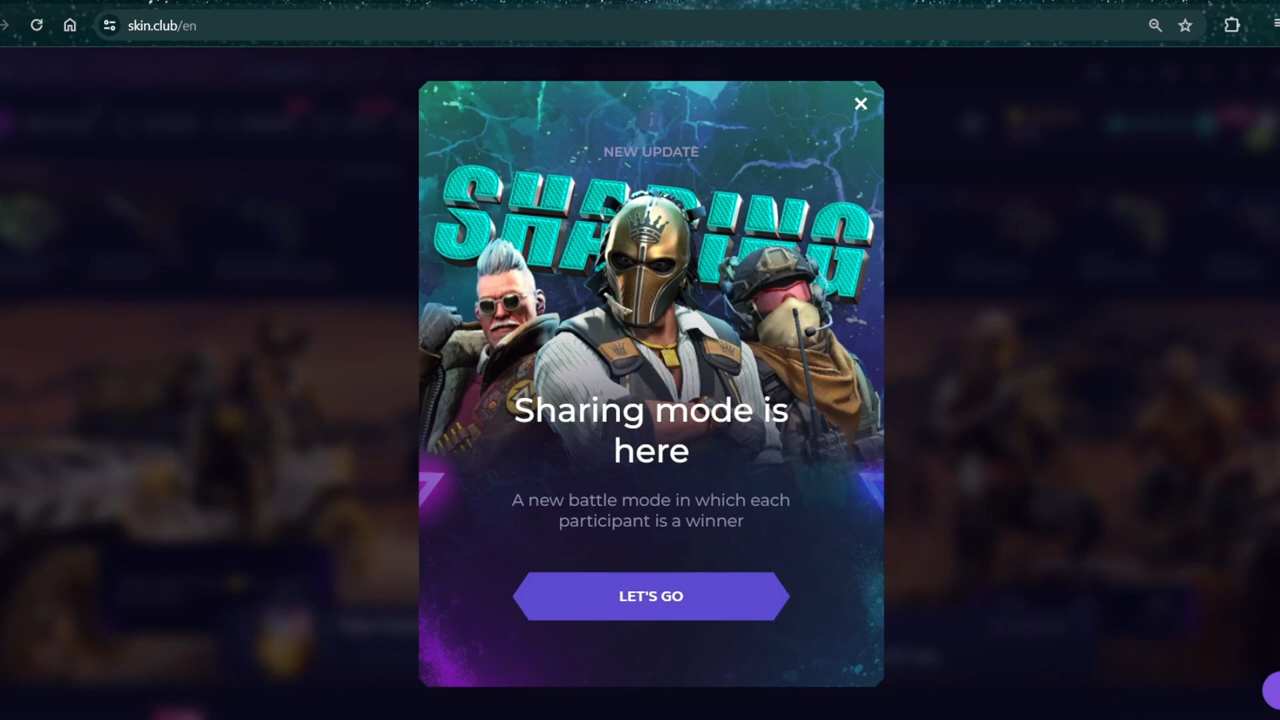 skin.club/en
NEW UPDATE
SHARING
Sharing mode is
here
A new battle mode in which each
participant is a winner
LET'S GO